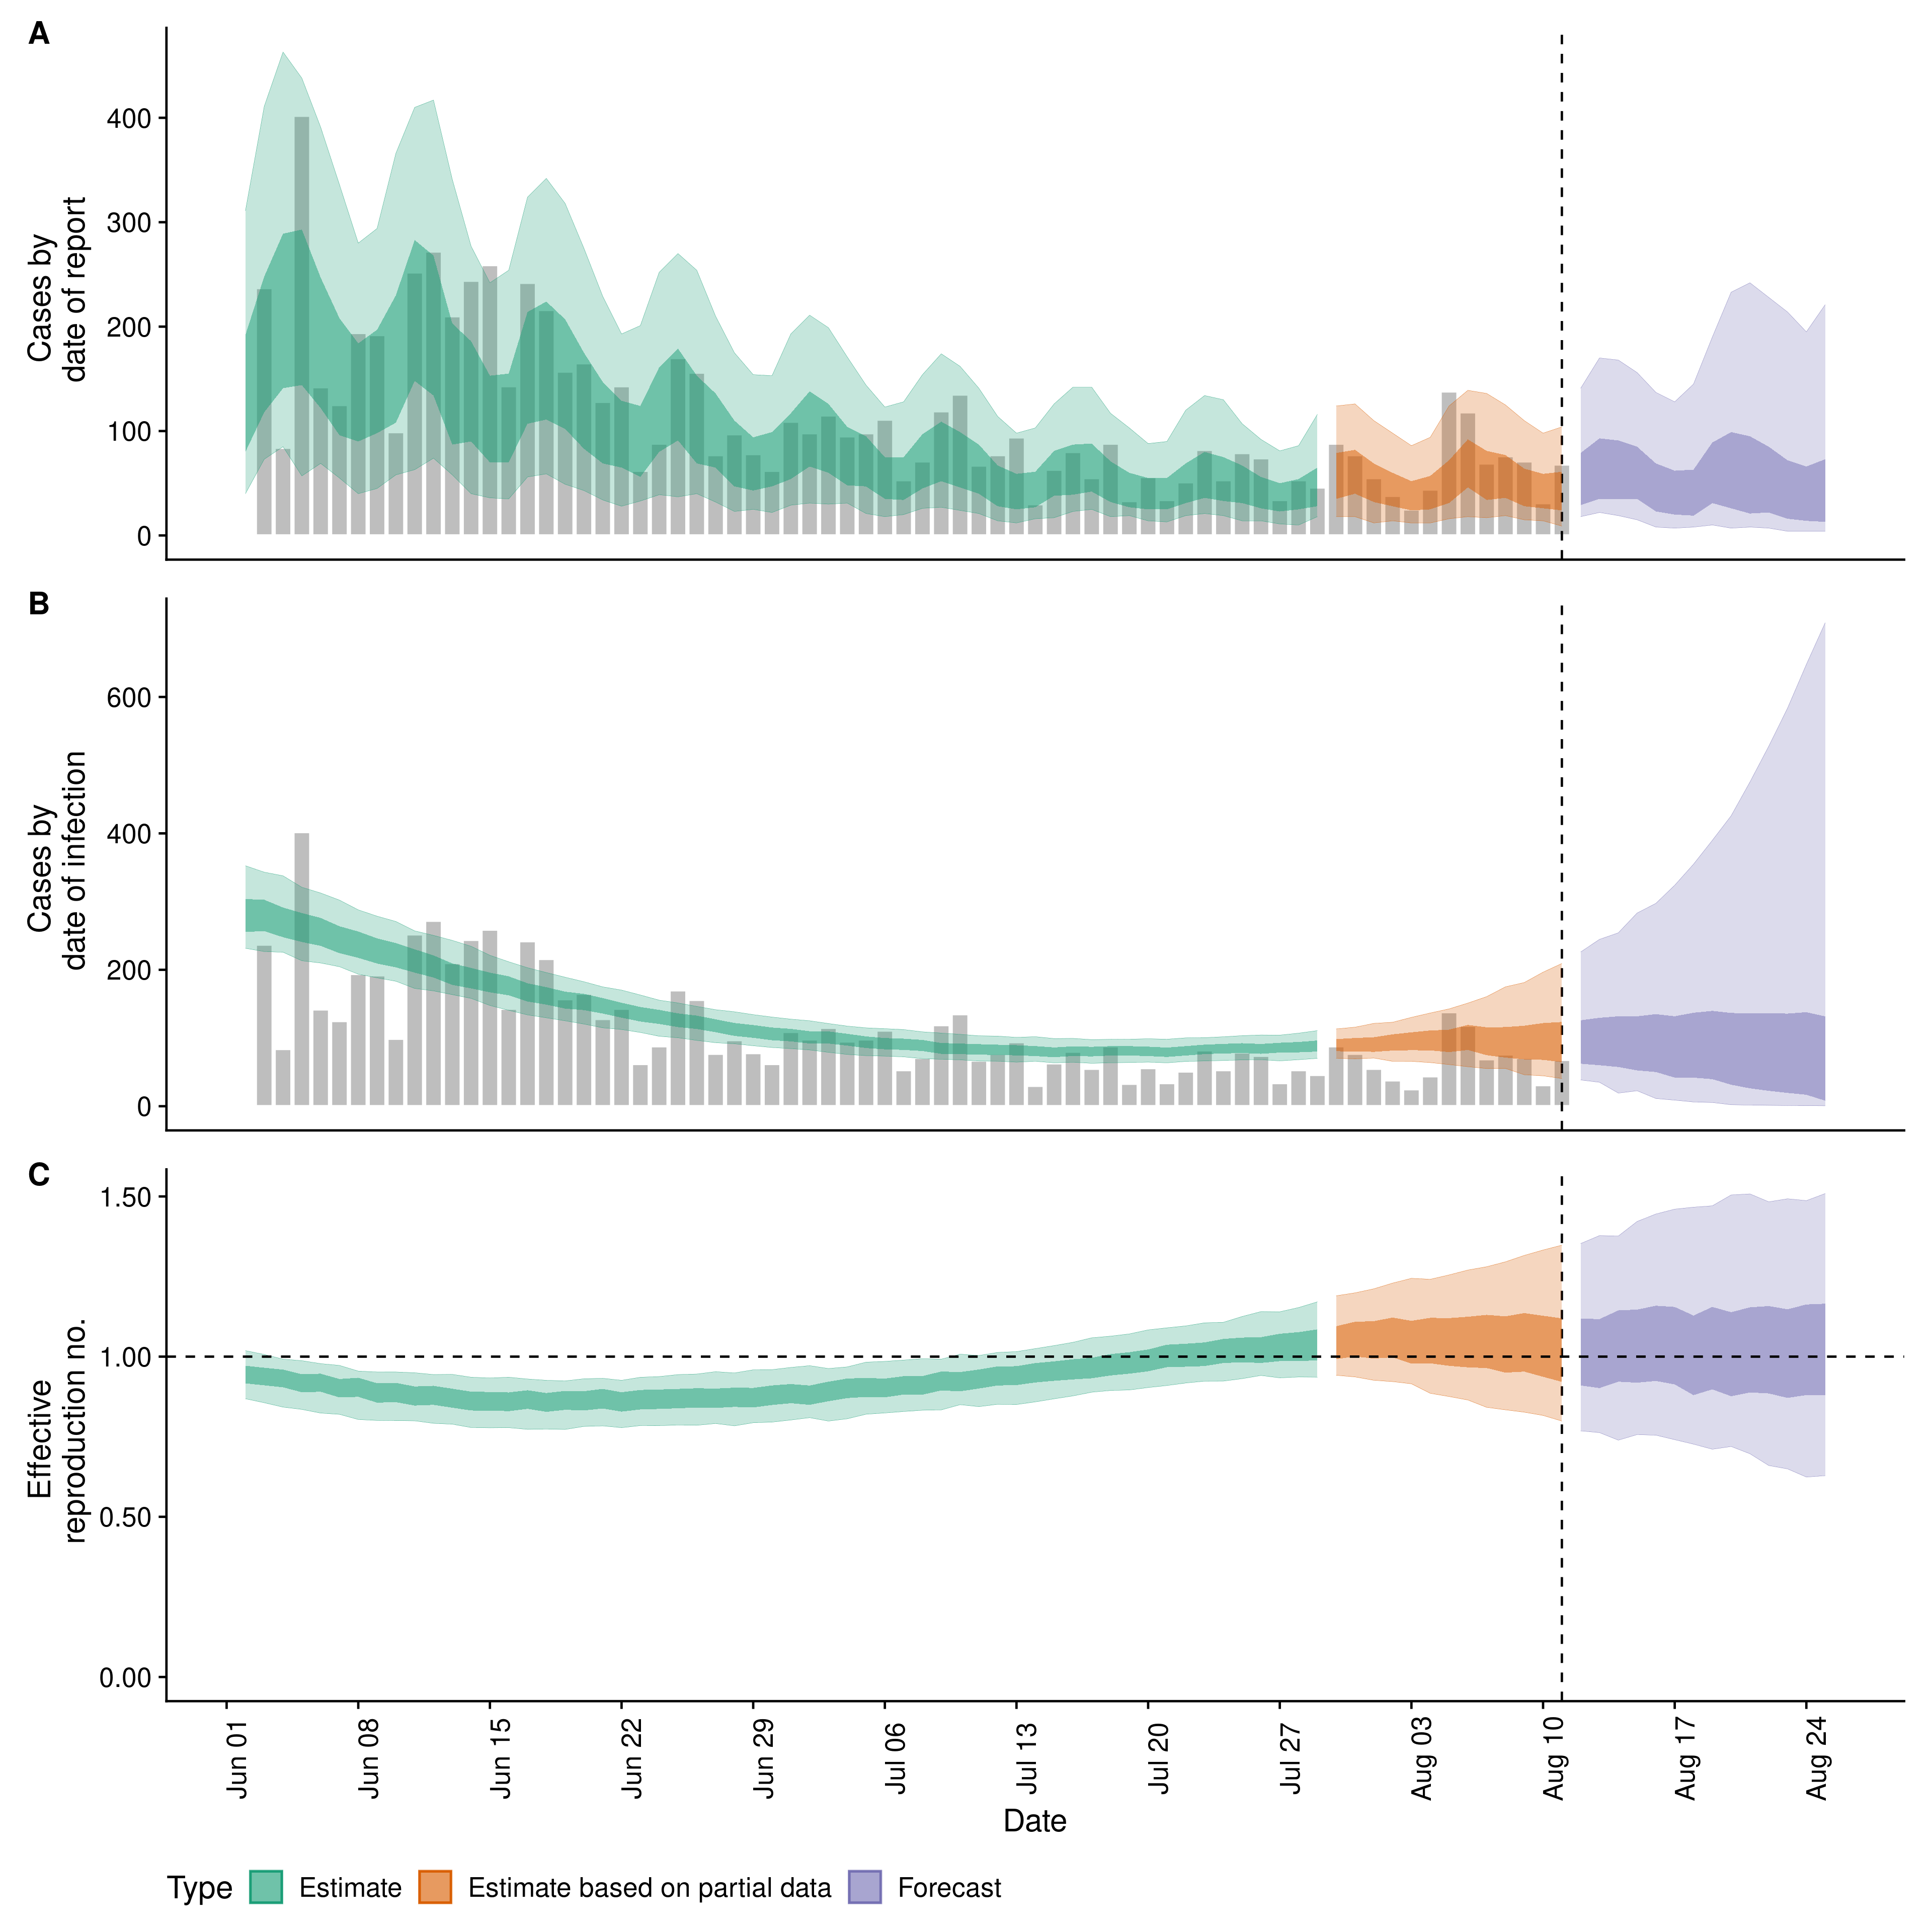 A
Cases by
date of report
400
300
200
100
0
B
Cases by
date of infection
600
400
200
0
C
Effective
reproduction no.
1.50
1.00
0.50
0.00
Jun 01
Jun 08
Jun 15
Jun 22
Jun 29
Jul 06
Jul 13
Jul 20
Jul 27
Aug 03
Aug 10
Aug 17
Aug 24
Date
Type Estimate Estimate based on partial data Forecast